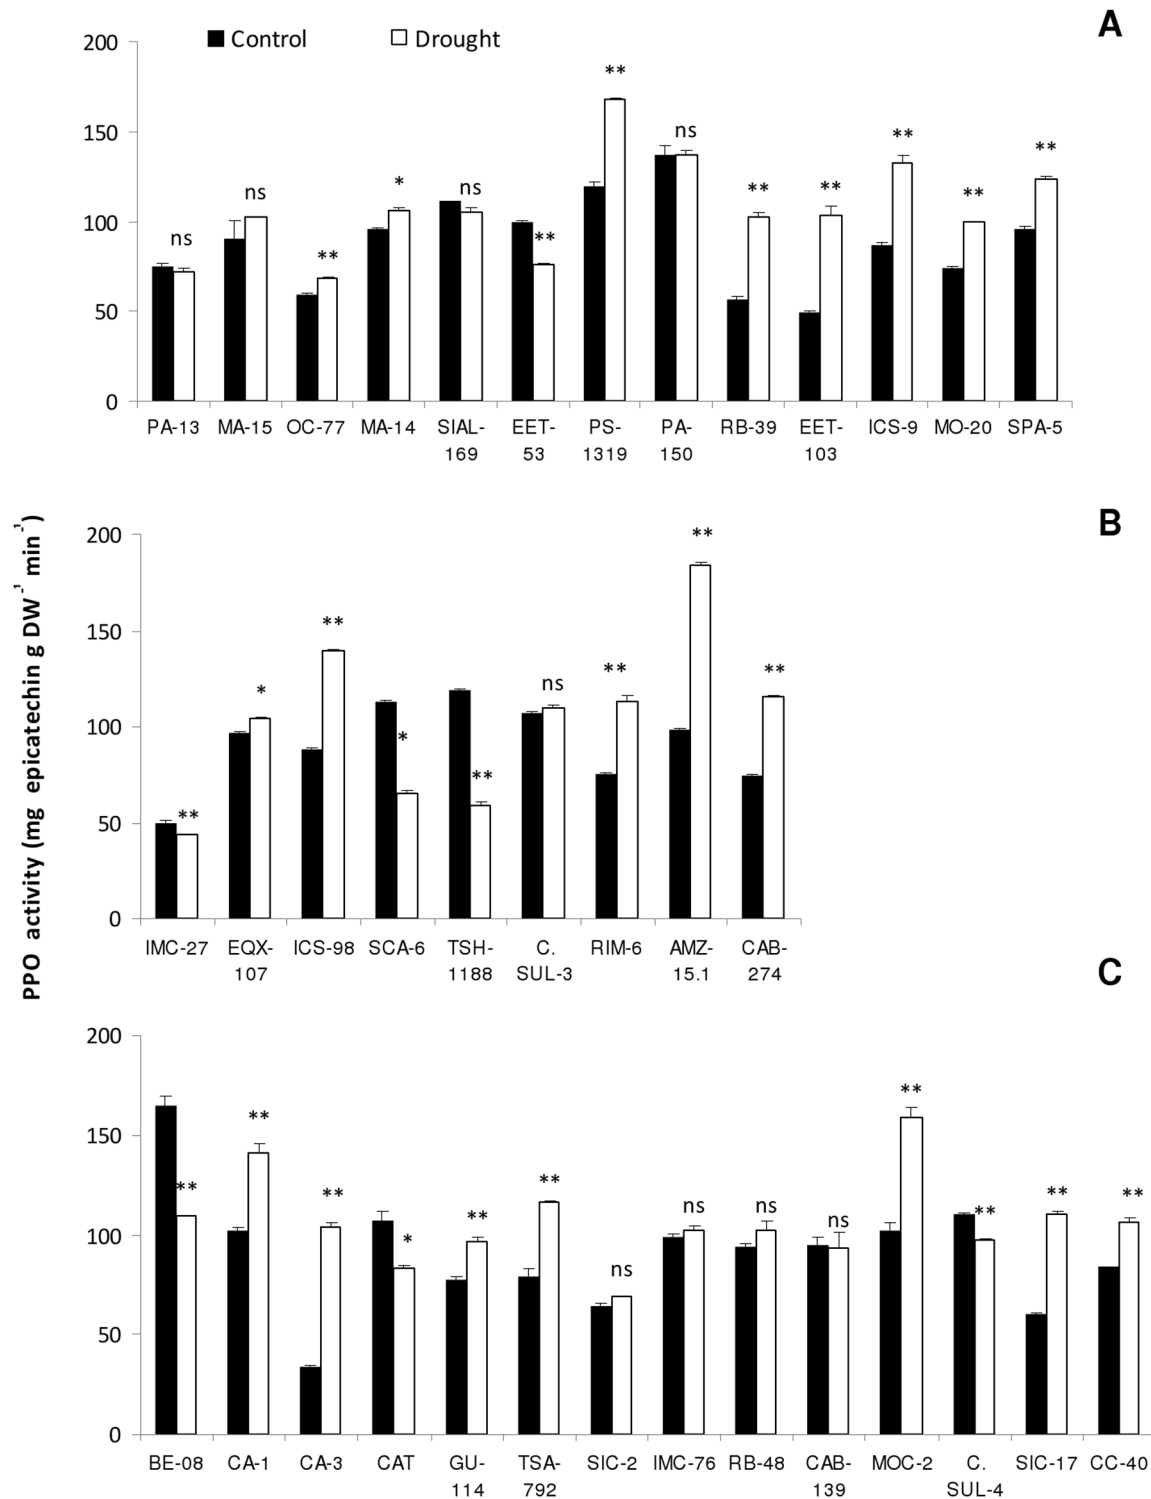 A
Control Drought
200
150
100
50
0
ns ns ** * ns ** ** ns ** ** ** ** **
PA-13 MA-15 OC-77 MA-14 SIAL- EET- PS- PA- RB-39 EET- ICS-9 MO-20 SPA-5
169 53 1319 150 103
PPO activity (mg epicatechin g DW⁻¹ min⁻¹)
B
200
150
100
50
0
** * ** * ** ns ** ** **
IMC-27 EQX- ICS-98 SCA-6 TSH- C. RIM-6 AMZ- CAB-
107 1188 SUL-3 15.1 274
C
200
150
100
50
0
** ** ** * ** ** ns ns ns ns ** ** ** **
BE-08 CA-1 CA-3 CAT GU- TSA- SIC-2 IMC-76 RB-48 CAB- MOC-2 C. SIC-17 CC-40
114 792 139 SUL-4